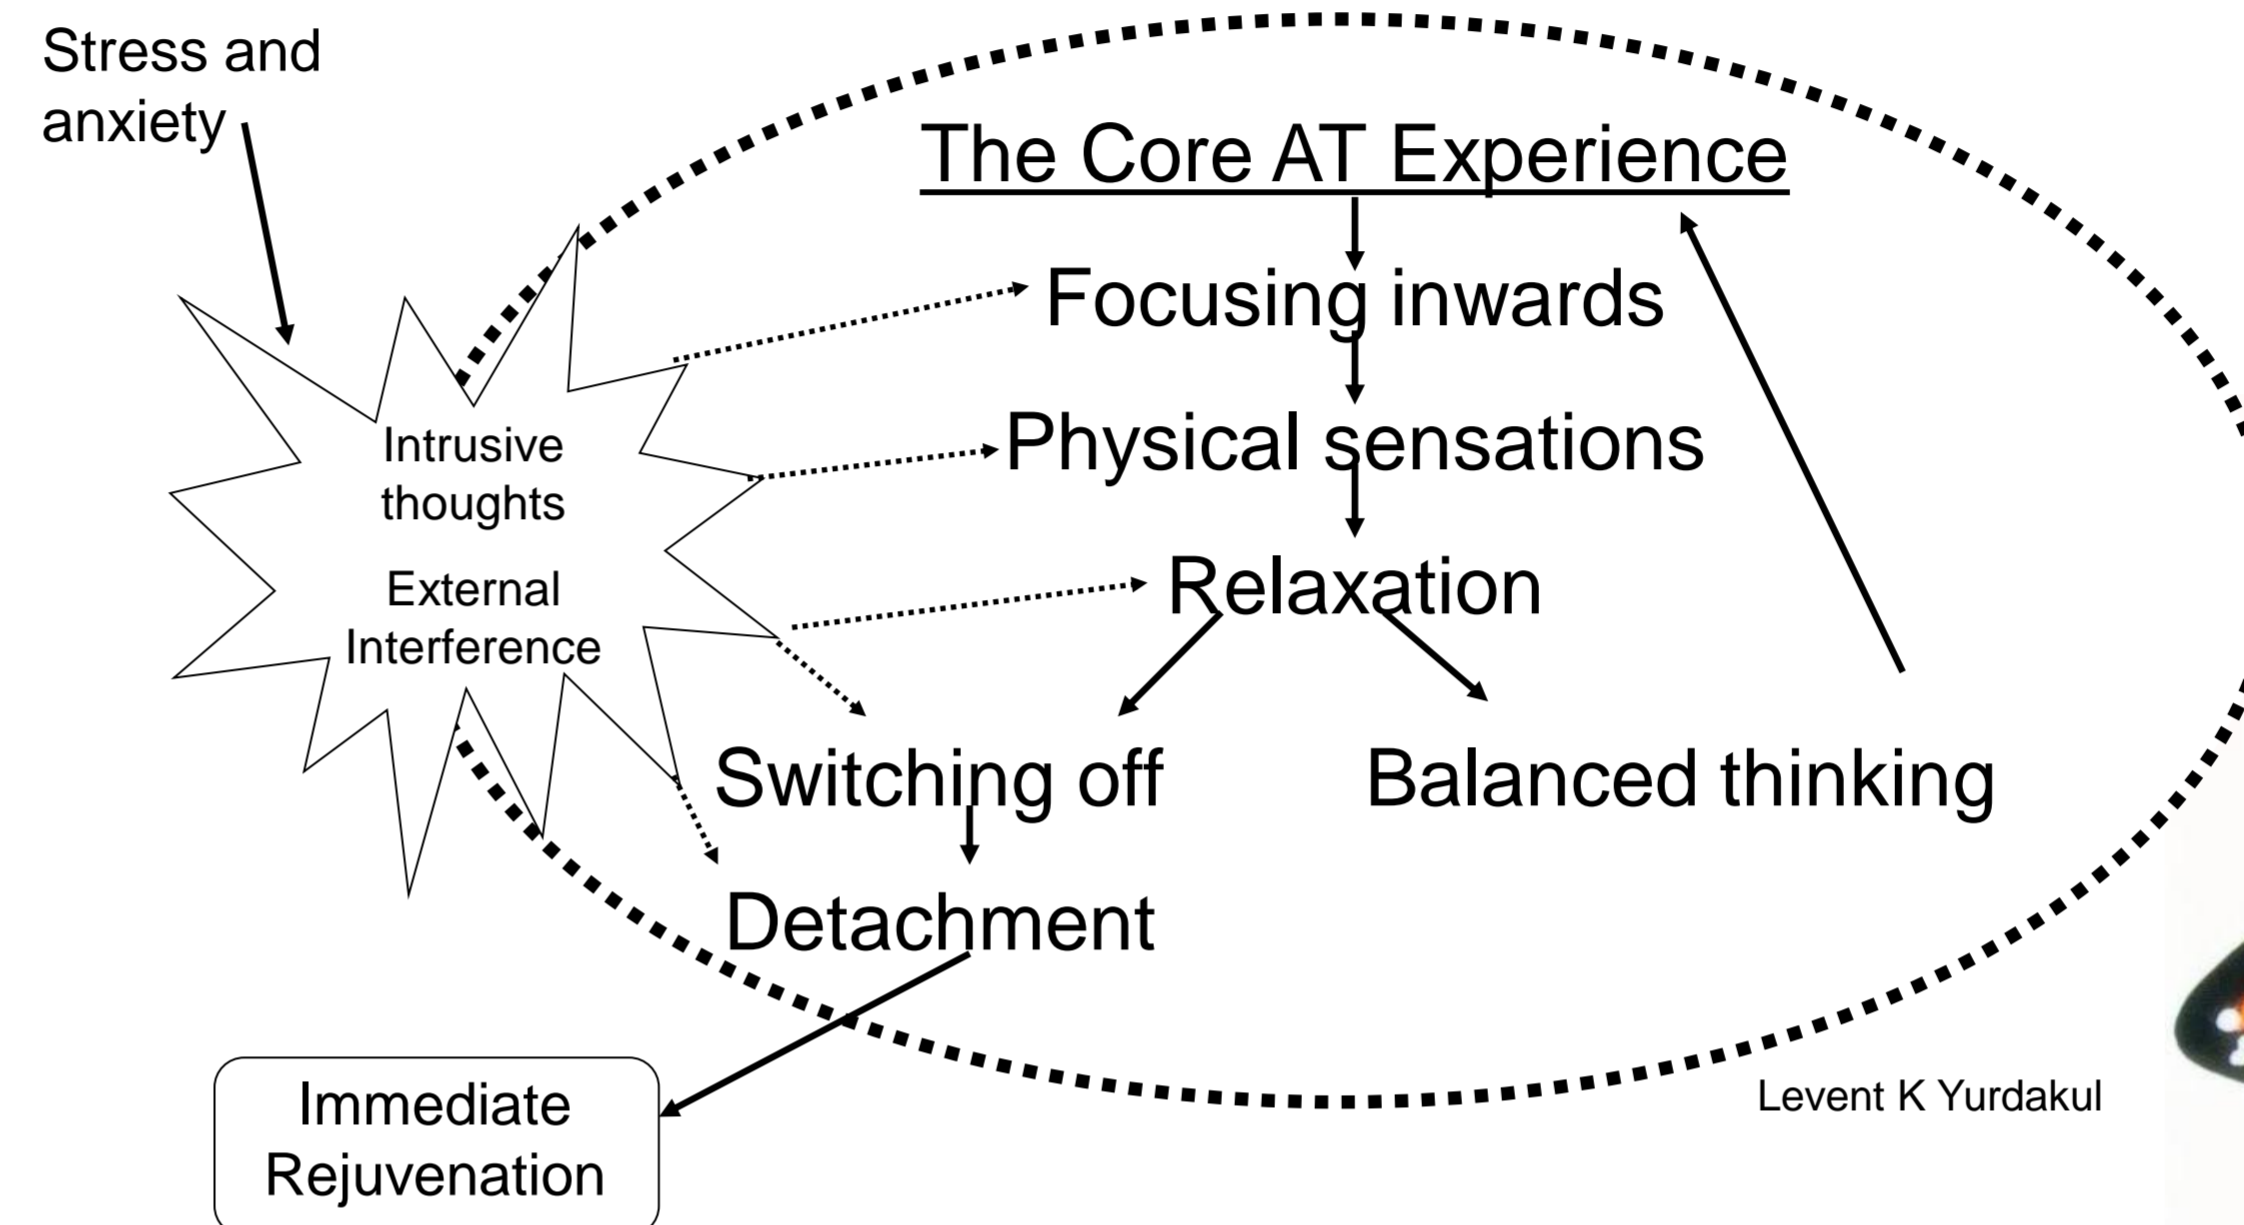 Stress and
anxiety
The Core AT Experience
Focusing inwards
Intrusive
thoughts
Physical sensations
External
Interference
Relaxation
Switching off
Balanced thinking
Detachment
Immediate
Rejuvenation
Levent K Yurdakul